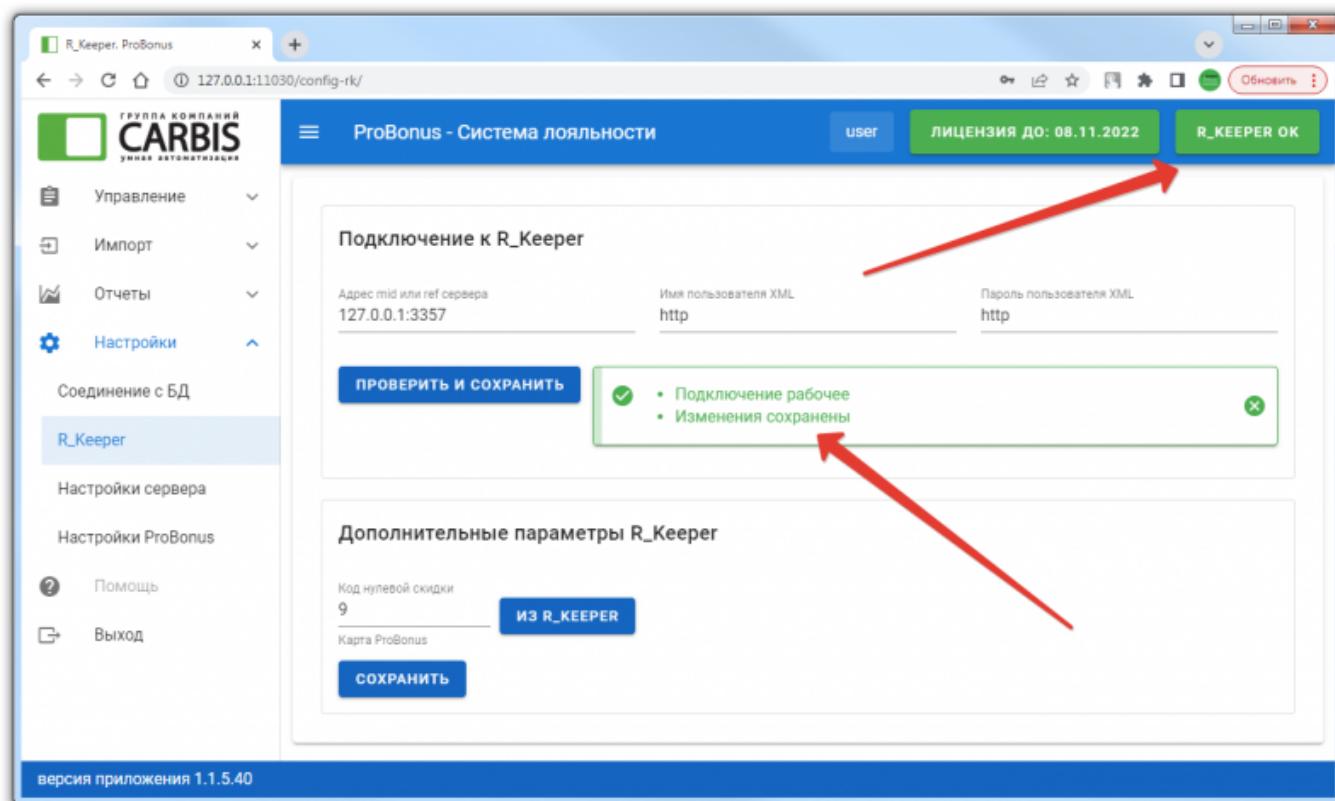 R_Keeper. ProBonus
127.0.0.1:11030/config-rk/
Обновить
ГРУППА КОМПАНИЙ
CARBIS
умная автоматизация
ProBonus - Система лояльности
user
ЛИЦЕНЗИЯ ДО: 08.11.2022
R_KEEPER OK
Управление
Импорт
Отчеты
Настройки
Соединение с БД
R_Keeper
Настройки сервера
Настройки ProBonus
Помощь
Выход
Подключение к R_Keeper
Адрес mid или ref сервера
127.0.0.1:3357
Имя пользователя XML
http
Пароль пользователя XML
http
ПРОВЕРИТЬ И СОХРАНИТЬ
• Подключение рабочее
• Изменения сохранены
Дополнительные параметры R_Keeper
Код нулевой скидки
9
ИЗ R_KEEPER
Карта ProBonus
СОХРАНИТЬ
версия приложения 1.1.5.40